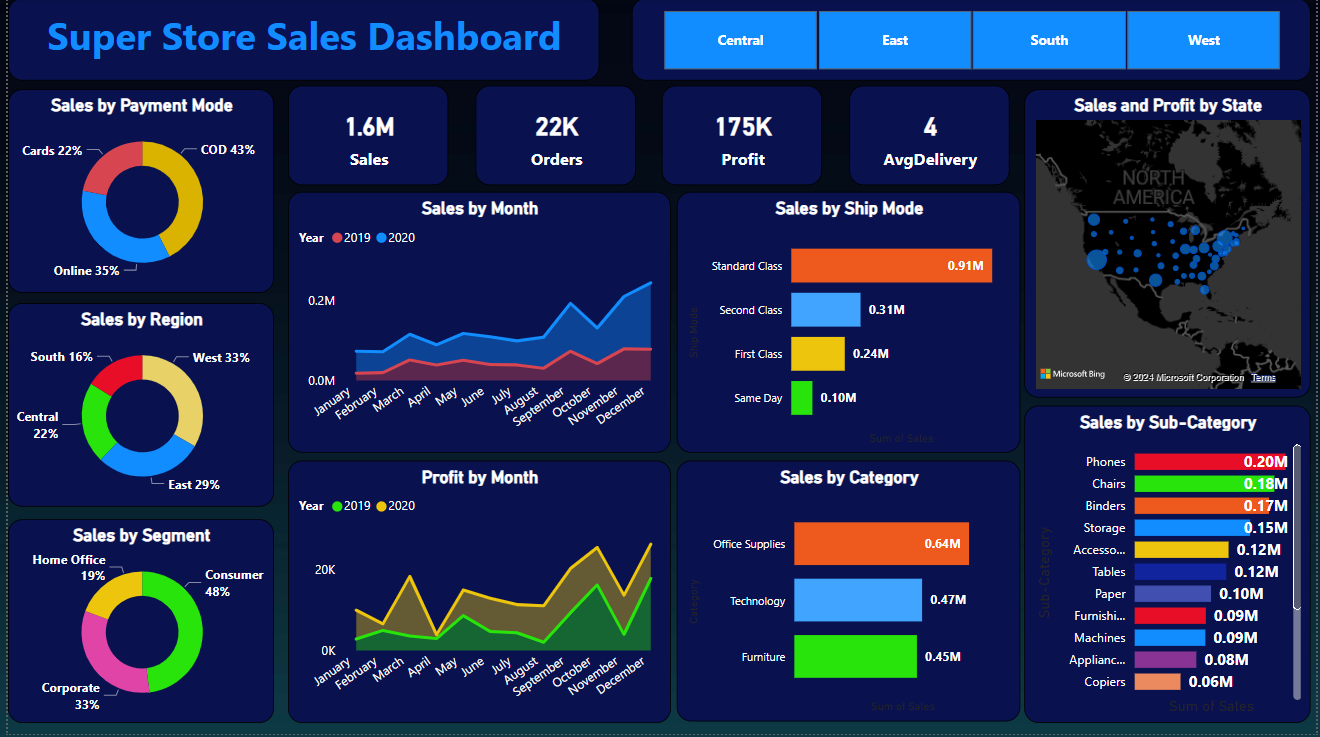 Super Store Sales Dashboard
Central
East
South
West
Sales by Payment Mode
Cards 22%
COD 43%
Online 35%
1.6M
Sales
22K
Orders
175K
Profit
4
AvgDelivery
Sales and Profit by State
NORTH
AMERICA
Microsoft Bing
© 2024 Microsoft Corporation Terms
Sales by Region
South 16%
West 33%
Central
22%
East 29%
Sales by Segment
Home Office
19%
Consumer
48%
Corporate
33%
Sales by Month
Year 2019 2020
0.2M
0.0M
January
February
March
April
May
June
July
August
September
October
November
December
Profit by Month
Year 2019 2020
20K
0K
January
February
March
April
May
June
July
August
September
October
November
December
Sales by Ship Mode
Ship Mode
Standard Class 0.91M
Second Class 0.31M
First Class 0.24M
Same Day 0.10M
Sum of Sales
Sales by Category
Category
Office Supplies 0.64M
Technology 0.47M
Furniture 0.45M
Sum of Sales
Sales by Sub-Category
Sub-Category
Phones 0.20M
Chairs 0.18M
Binders 0.17M
Storage 0.15M
Accesso... 0.12M
Tables 0.12M
Paper 0.10M
Furnishi... 0.09M
Machines 0.09M
Applianc... 0.08M
Copiers 0.06M
Sum of Sales